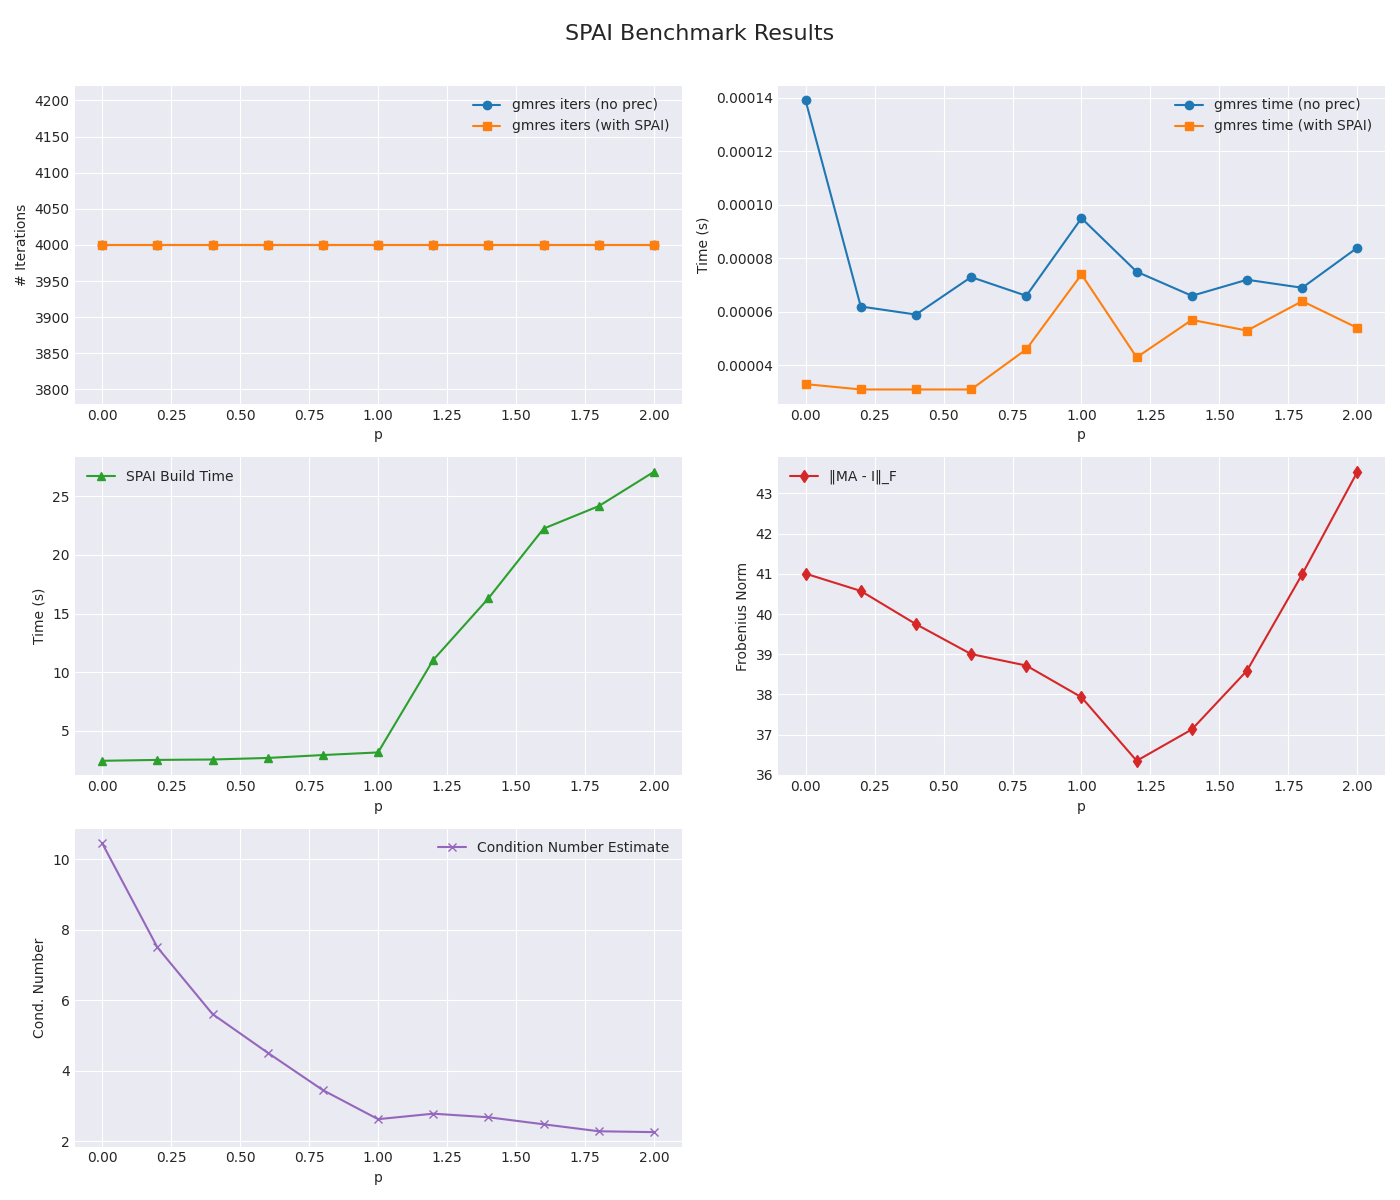 SPAI Benchmark Results
gmres iters (no prec)
gmres iters (with SPAI)
4200
4150
4100
4050
4000
3950
3900
3850
3800
# Iterations
0.00 0.25 0.50 0.75 1.00 1.25 1.50 1.75 2.00
p
gmres time (no prec)
gmres time (with SPAI)
0.00014
0.00012
0.00010
0.00008
0.00006
0.00004
Time (s)
0.00 0.25 0.50 0.75 1.00 1.25 1.50 1.75 2.00
p
SPAI Build Time
25
20
15
10
5
Time (s)
0.00 0.25 0.50 0.75 1.00 1.25 1.50 1.75 2.00
p
‖MA - I‖_F
43
42
41
40
39
38
37
36
Frobenius Norm
0.00 0.25 0.50 0.75 1.00 1.25 1.50 1.75 2.00
p
Condition Number Estimate
10
8
6
4
2
Cond. Number
0.00 0.25 0.50 0.75 1.00 1.25 1.50 1.75 2.00
p